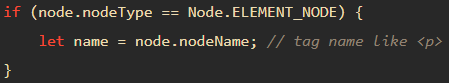 if (node.nodeType == Node.ELEMENT_NODE) {
let name = node.nodeName; // tag name like <p>
}